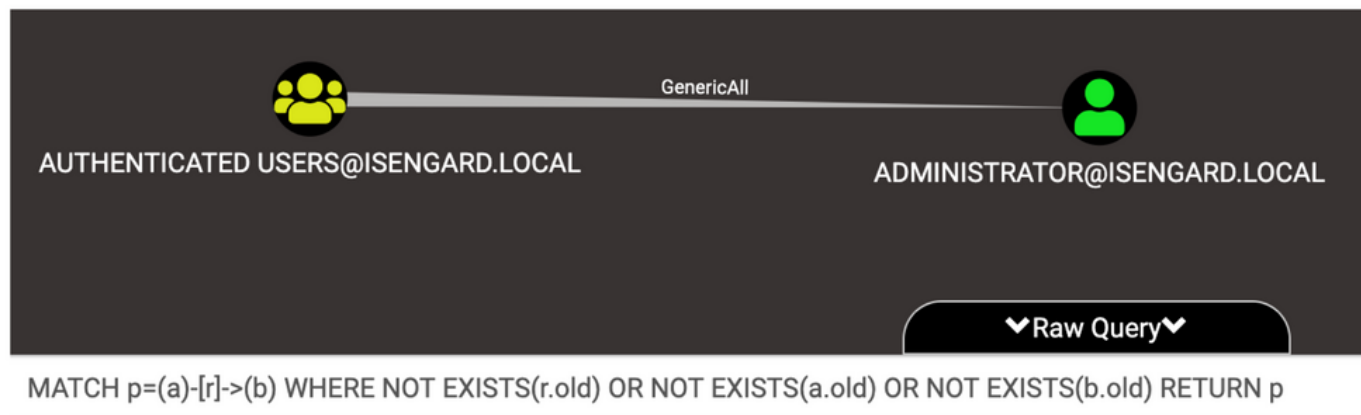 GenericAll
AUTHENTICATED USERS@ISENGARD.LOCAL
ADMINISTRATOR@ISENGARD.LOCAL
Raw Query
MATCH p=(a)-[r]->(b) WHERE NOT EXISTS(r.old) OR NOT EXISTS(a.old) OR NOT EXISTS(b.old) RETURN p